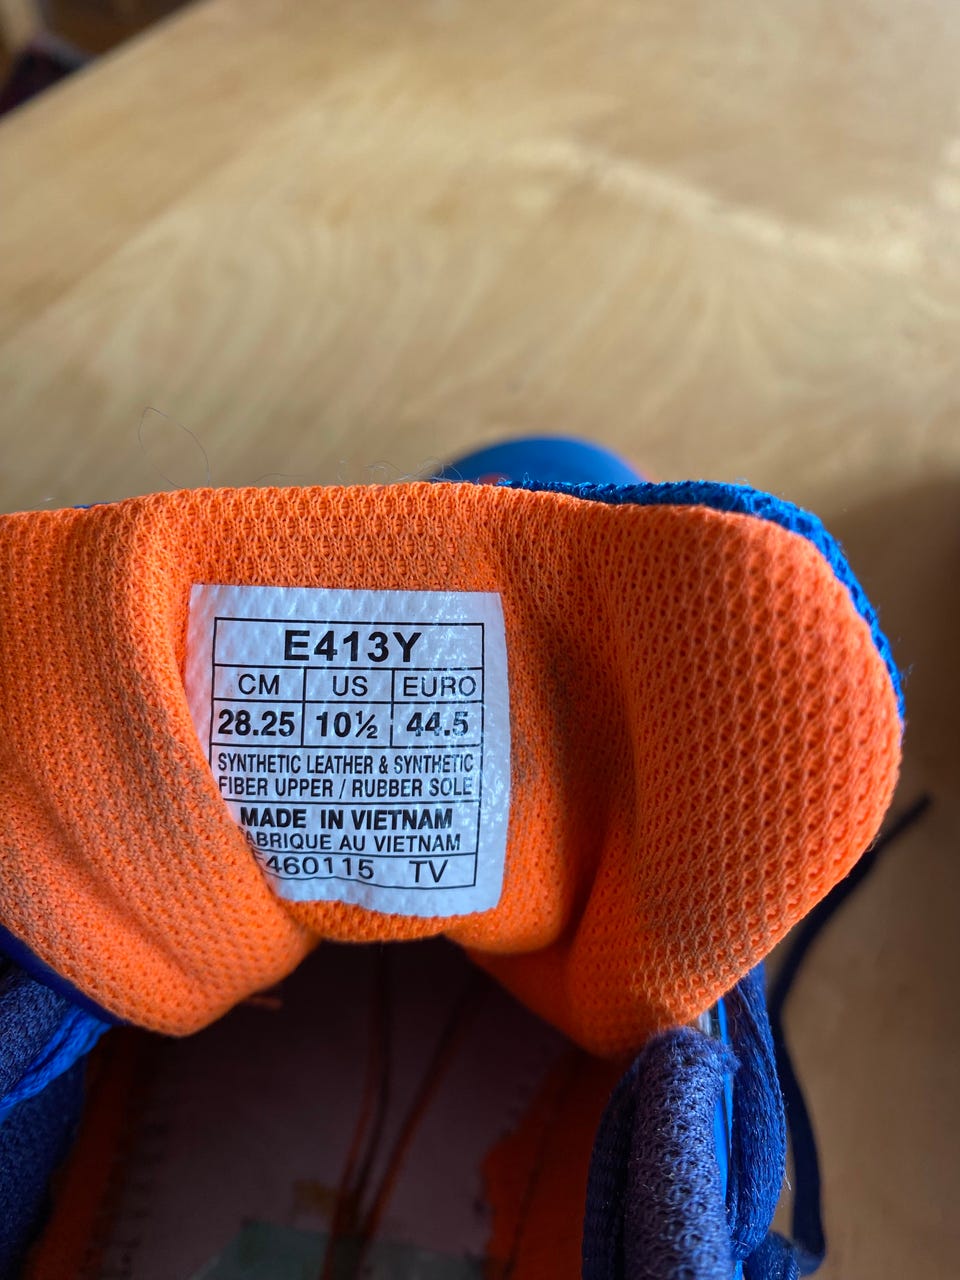 E413Y
CM US EURO
28.25 10½ 44.5
SYNTHETIC LEATHER & SYNTHETIC
FIBER UPPER / RUBBER SOLE
MADE IN VIETNAM
FABRIQUE AU VIETNAM
TV